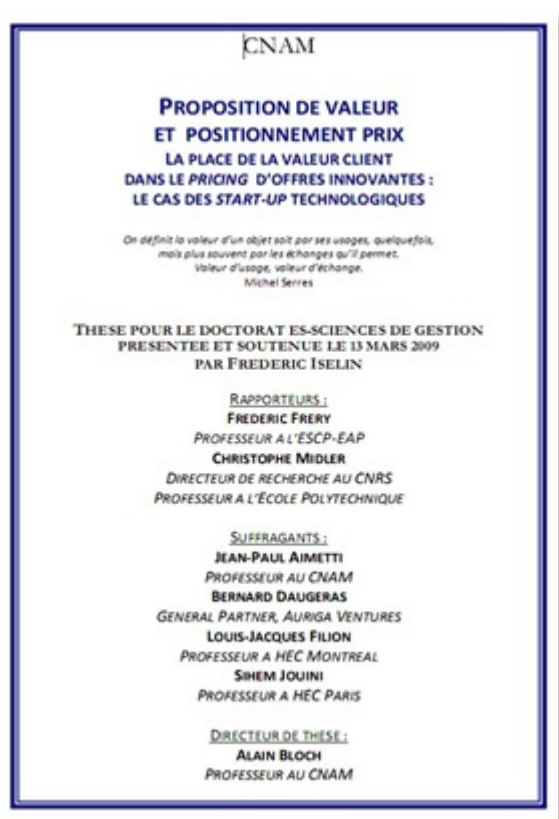 CNAM
PROPOSITION DE VALEUR
ET POSITIONNEMENT PRIX
LA PLACE DE LA VALEUR CLIENT
DANS LE PRICING D'OFFRES INNOVANTES :
LE CAS DES START-UP TECHNOLOGIQUES
On définit la valeur d'un objet soit par ses usages, quelquefois,
mais plus souvent par les échanges qu'il permet.
Valeur d'usage, valeur d'échange.
Michel Serres
THESE POUR LE DOCTORAT ES-SCIENCES DE GESTION
PRESENTEE ET SOUTENUE LE 13 MARS 2009
PAR FREDERIC ISELIN
RAPPORTEURS :
FREDERIC FRERY
PROFESSEUR A L'ESCP-EAP
CHRISTOPHE MIDLER
DIRECTEUR DE RECHERCHE AU CNRS
PROFESSEUR A L'ECOLE POLYTECHNIQUE
SUFFRAGANTS :
JEAN-PAUL AIMETTI
PROFESSEUR AU CNAM
BERNARD DAUGERAS
GENERAL PARTNER, AURIGA VENTURES
LOUIS-JACQUES FILION
PROFESSEUR A HEC MONTREAL
SIHEM JOUINI
PROFESSEUR A HEC PARIS
DIRECTEUR DE THESE :
ALAIN BLOCH
PROFESSEUR AU CNAM